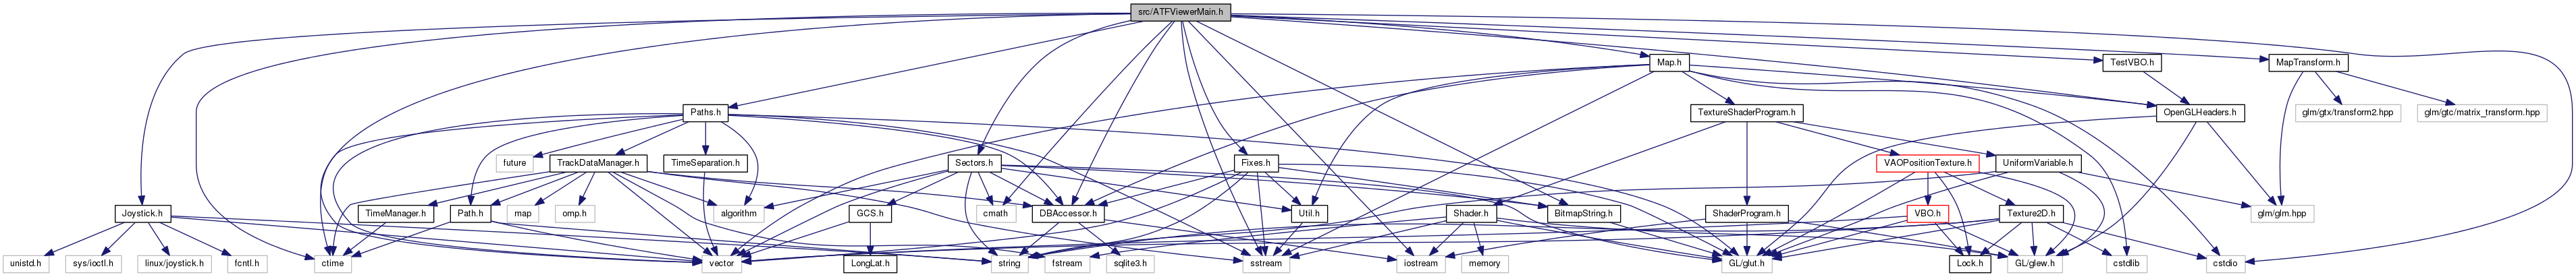 src/ATFViewerMain.h
Map.h
TestVBO.h
MapTransform.h
Paths.h
TextureShaderProgram.h
OpenGLHeaders.h
glm/gtx/transform2.hpp
glm/gtc/matrix_transform.hpp
future
TrackDataManager.h
TimeSeparation.h
Sectors.h
Fixes.h
VAOPositionTexture.h
UniformVariable.h
Joystick.h
TimeManager.h
Path.h
map
omp.h
algorithm
GCS.h
cmath
DBAccessor.h
Util.h
BitmapString.h
Shader.h
ShaderProgram.h
VBO.h
Texture2D.h
glm/glm.hpp
unistd.h
sys/ioctl.h
linux/joystick.h
fcntl.h
ctime
vector
LongLat.h
string
fstream
sqlite3.h
sstream
iostream
memory
GL/glut.h
Lock.h
GL/glew.h
cstdlib
cstdio